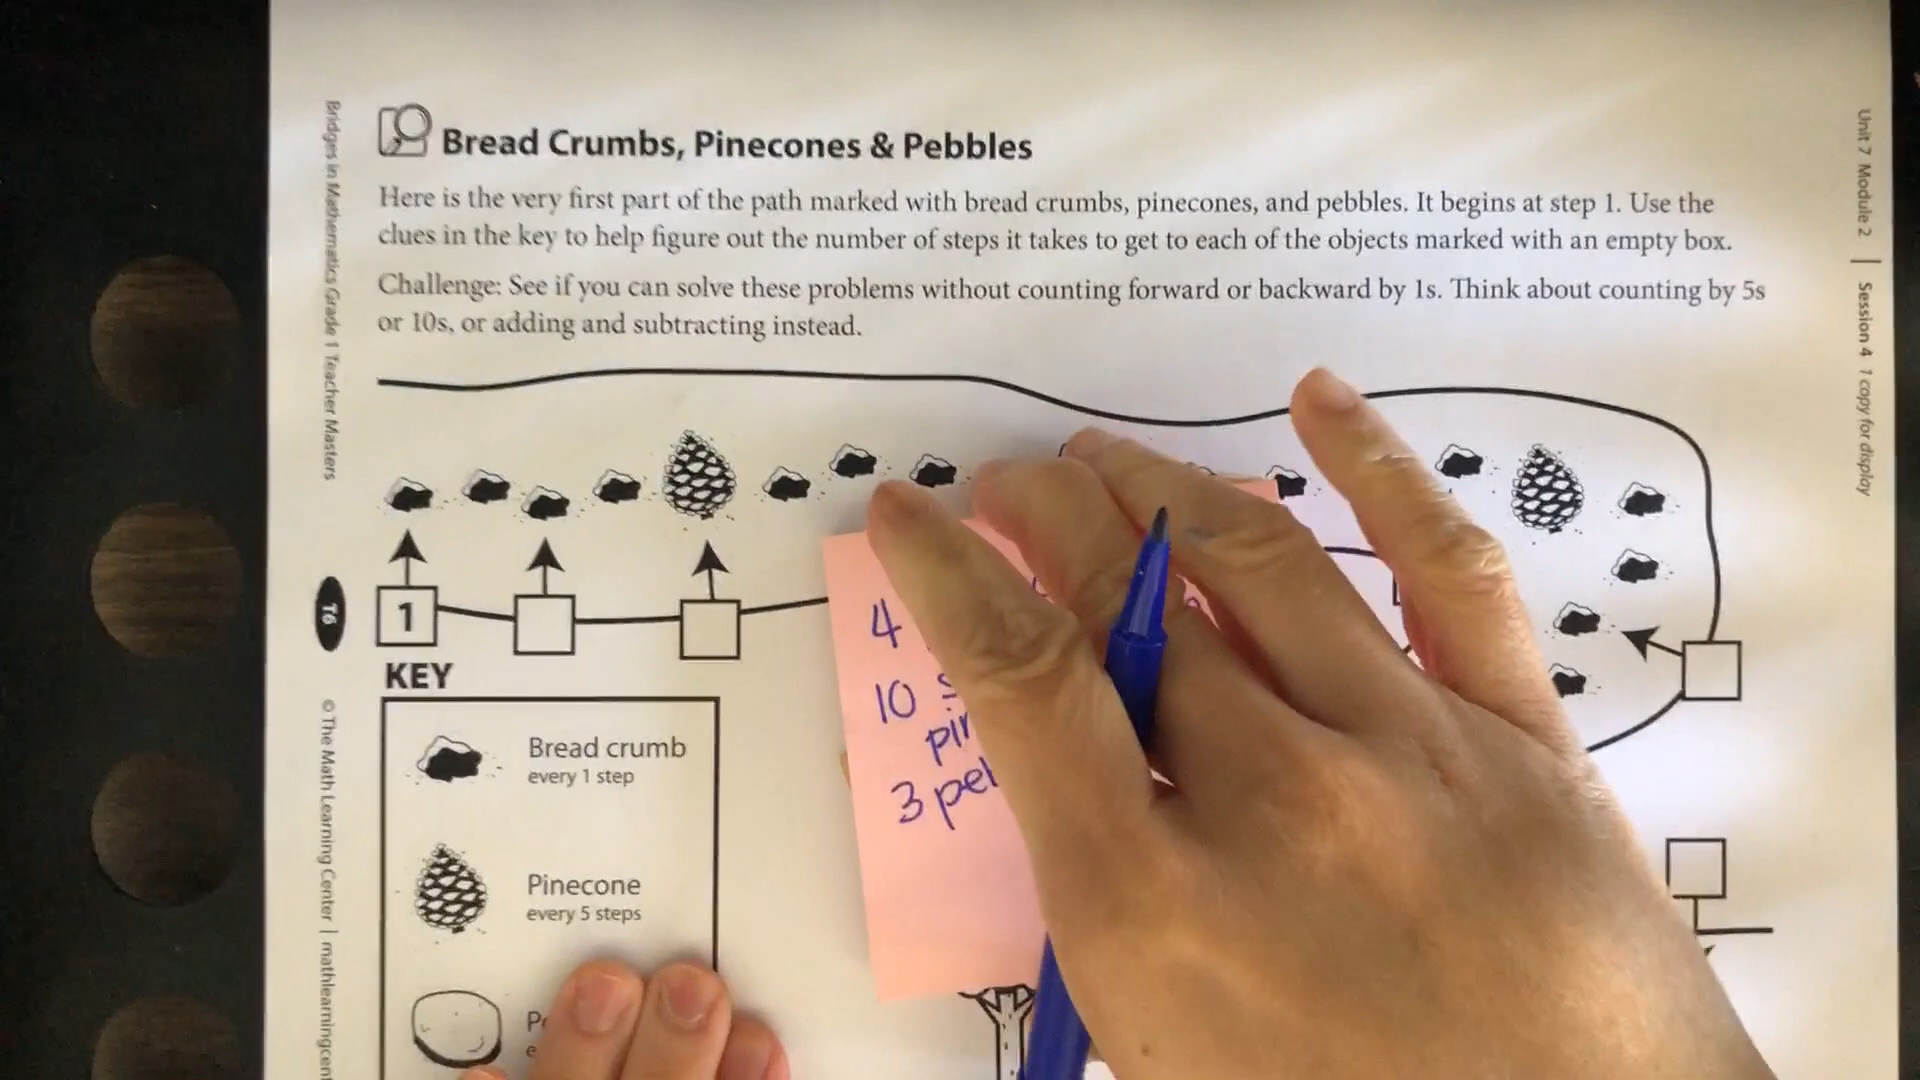 Bread Crumbs, Pinecones & Pebbles
Here is the very first part of the path marked with bread crumbs, pinecones, and pebbles. It begins at step 1. Use the
clues in the key to help figure out the number of steps it takes to get to each of the objects marked with an empty box.
Challenge: See if you can solve these problems without counting forward or backward by 1s. Think about counting by 5s
or 10s, or adding and subtracting instead.
1
KEY
Bread crumb
every 1 step
Pinecone
every 5 steps
4
10
3
Bridges in Mathematics Grade 1 Teacher Masters
T6
© The Math Learning Center | mathlearningcent
Unit 7 Module 2 | Session 4 1 copy for display